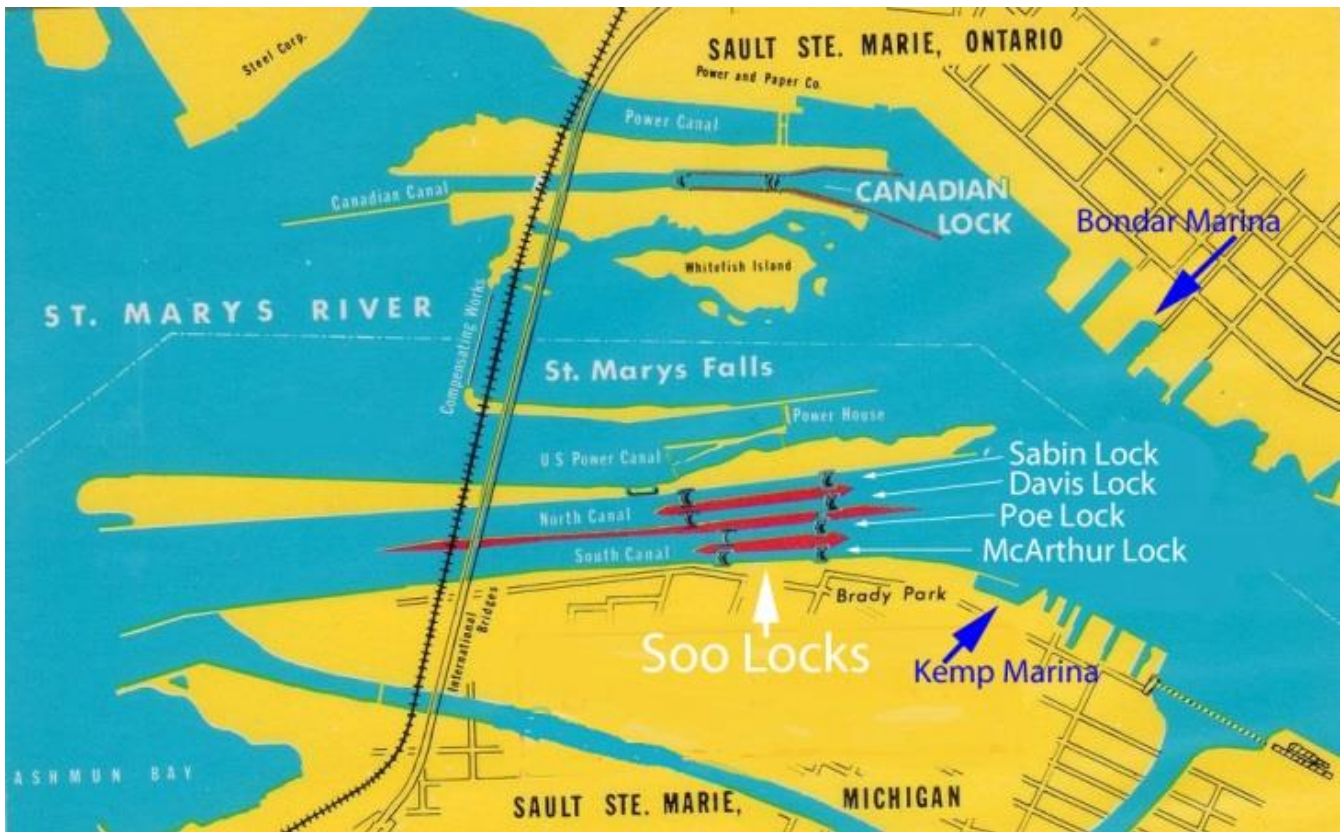 Steel Corp.
SAULT STE. MARIE, ONTARIO
Power and Paper Co.
Power Canal
Canadian Canal
CANADIAN
LOCK
Bondar Marina
Whitefish Island
ST. MARYS RIVER
Compensating Works
St. Marys Falls
Power House
U S Power Canal
Sabin Lock
Davis Lock
North Canal
Poe Lock
South Canal
McArthur Lock
Brady Park
International
Bridges
Soo Locks
Kemp Marina
ASHMUN BAY
SAULT STE. MARIE, MICHIGAN